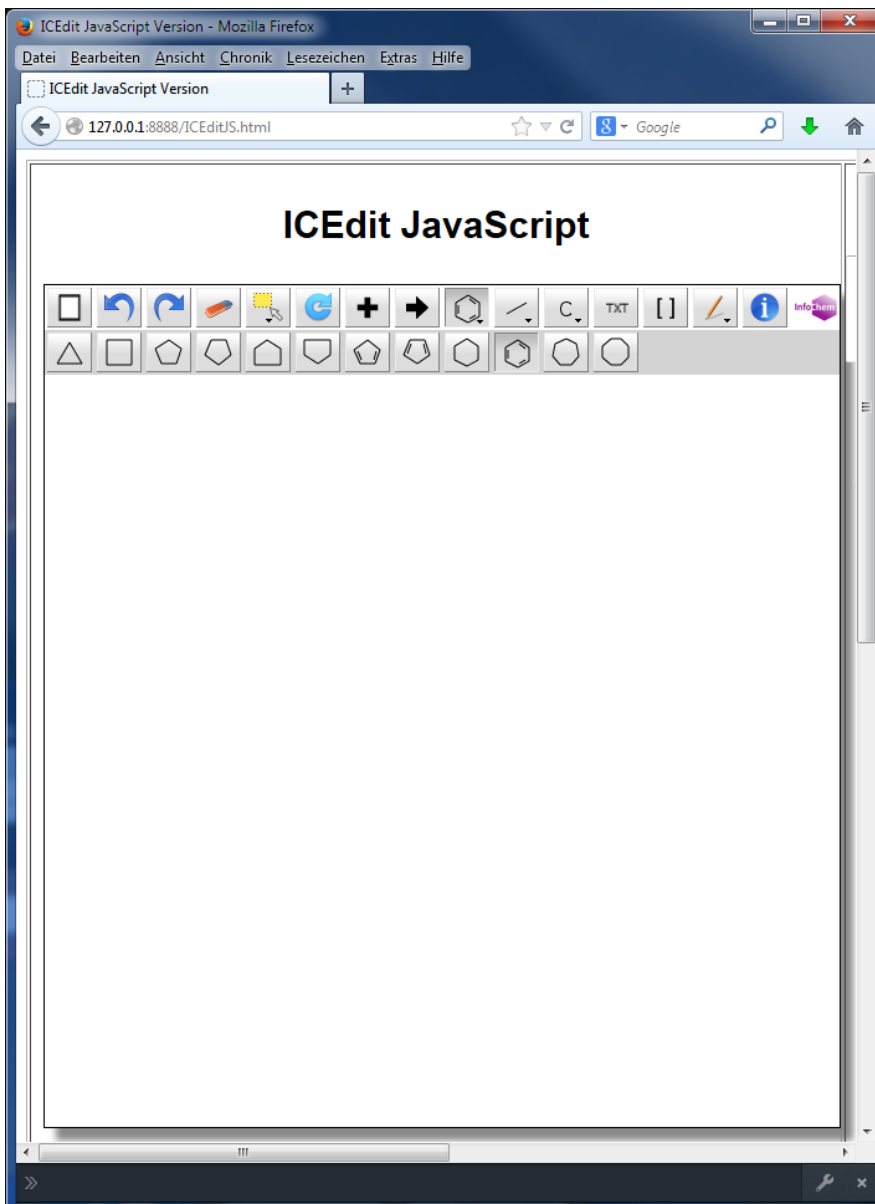 ICEdit JavaScript Version - Mozilla Firefox
Datei Bearbeiten Ansicht Chronik Lesezeichen Extras Hilfe
ICEdit JavaScript Version
127.0.0.1:8888/ICEditJS.html
8 Google
ICEdit JavaScript
C TXT [ ] i InfoChem